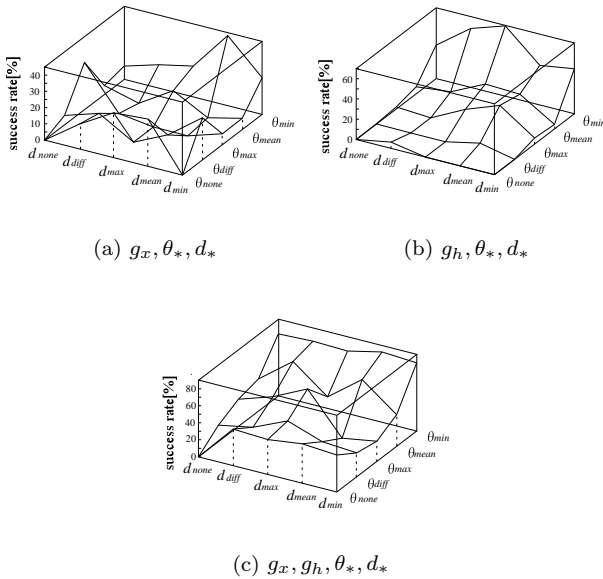 success rate[%]
40
30
20
10
0
d none
d diff
d max
d mean
d min
θ none
θ diff
θ max
θ mean
θ min
(a) g_x, θ_*, d_*
success rate[%]
60
40
20
0
d none
d diff
d max
d mean
d min
θ none
θ diff
θ max
θ mean
θ min
(b) g_h, θ_*, d_*
success rate[%]
80
60
40
20
0
d none
d diff
d max
d mean
d min
θ none
θ diff
θ max
θ mean
θ min
(c) g_x, g_h, θ_*, d_*